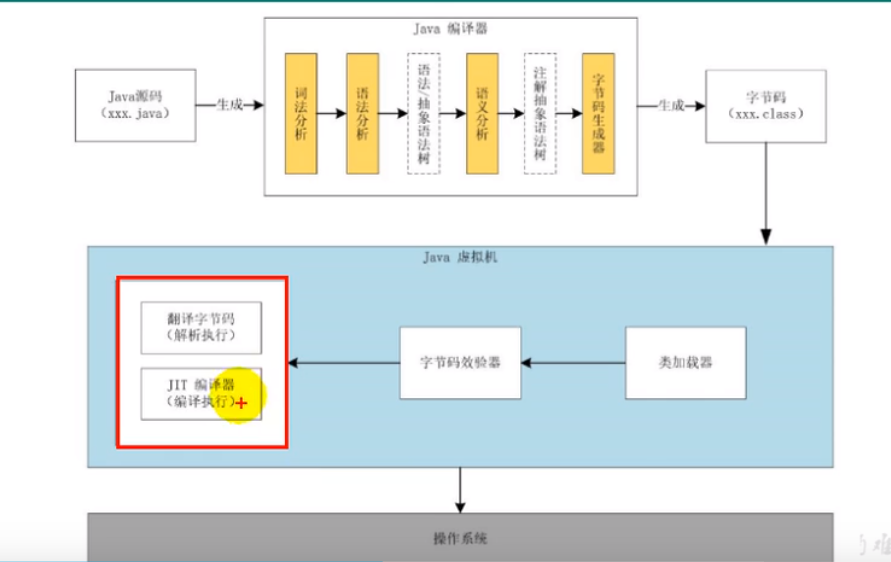 Java 编译器
Java源码
（xxx.java）
生成
词法分析
语法分析
语法/抽象语法树
语义分析
注解抽象语法树
字节码生成器
生成
字节码
（xxx.class）
Java 虚拟机
翻译字节码
（解析执行）
JIT 编译器
（编译执行）
字节码效验器
类加载器
操作系统